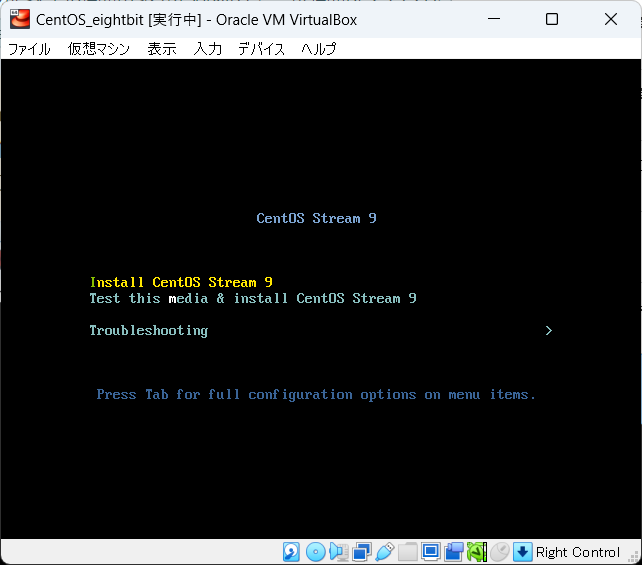 CentOS_eightbit [実行中] - Oracle VM VirtualBox
ファイル 仮想マシン 表示 入力 デバイス ヘルプ
CentOS Stream 9
Install CentOS Stream 9
Test this media & install CentOS Stream 9
Troubleshooting >
Press Tab for full configuration options on menu items.
Right Control